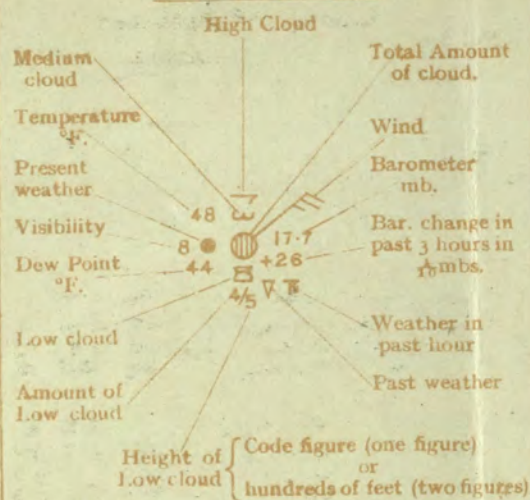 High Cloud
Medium
cloud
Total Amount
of cloud.
Temperature
°F.
Wind
Present
weather
Barometer
mb.
48
Visibility
8
17.7
Bar. change in
past 3 hours in
1/10 mbs.
+26
Dew Point
°F.
44
4/5
Low cloud
Weather in
past hour
Amount of
Low cloud
Past weather
Height of
Low cloud
Code figure (one figure)
or
hundreds of feet (two figures)